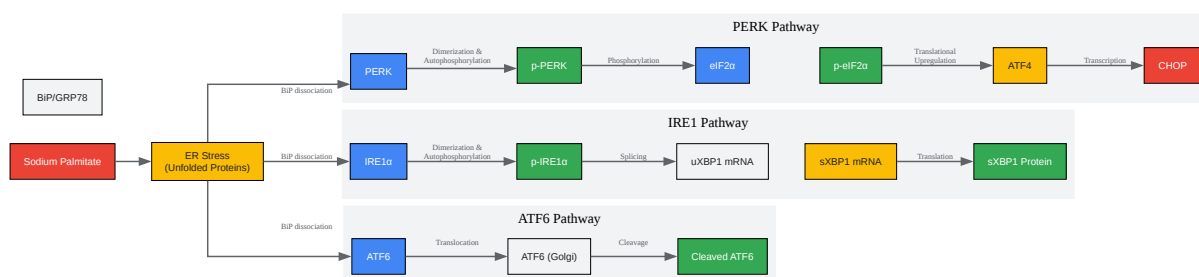 PERK Pathway
PERK
Dimerization &
Autophosphorylation
p-PERK
Phosphorylation
eIF2α
p-eIF2α
Translational
Upregulation
ATF4
Transcription
CHOP
BiP dissociation
BiP/GRP78
IRE1 Pathway
Sodium Palmitate
ER Stress
(Unfolded Proteins)
BiP dissociation
IRE1α
Dimerization &
Autophosphorylation
p-IRE1α
Splicing
uXBP1 mRNA
sXBP1 mRNA
Translation
sXBP1 Protein
ATF6 Pathway
BiP dissociation
ATF6
Translocation
ATF6 (Golgi)
Cleavage
Cleaved ATF6